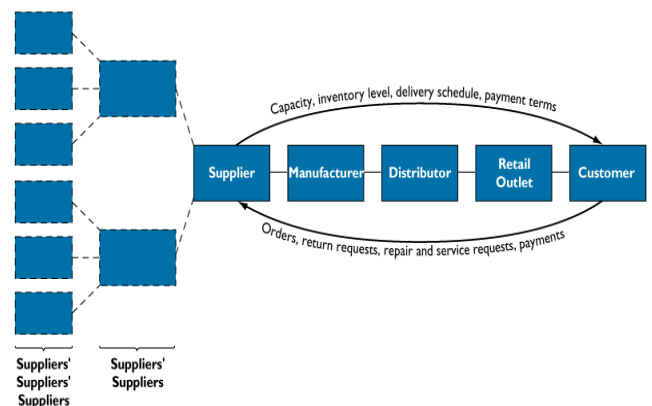 Capacity, inventory level, delivery schedule, payment terms
Supplier
Manufacturer
Distributor
Retail
Outlet
Customer
Orders, return requests, repair and service requests, payments
Suppliers'
Suppliers'
Suppliers
Suppliers'
Suppliers